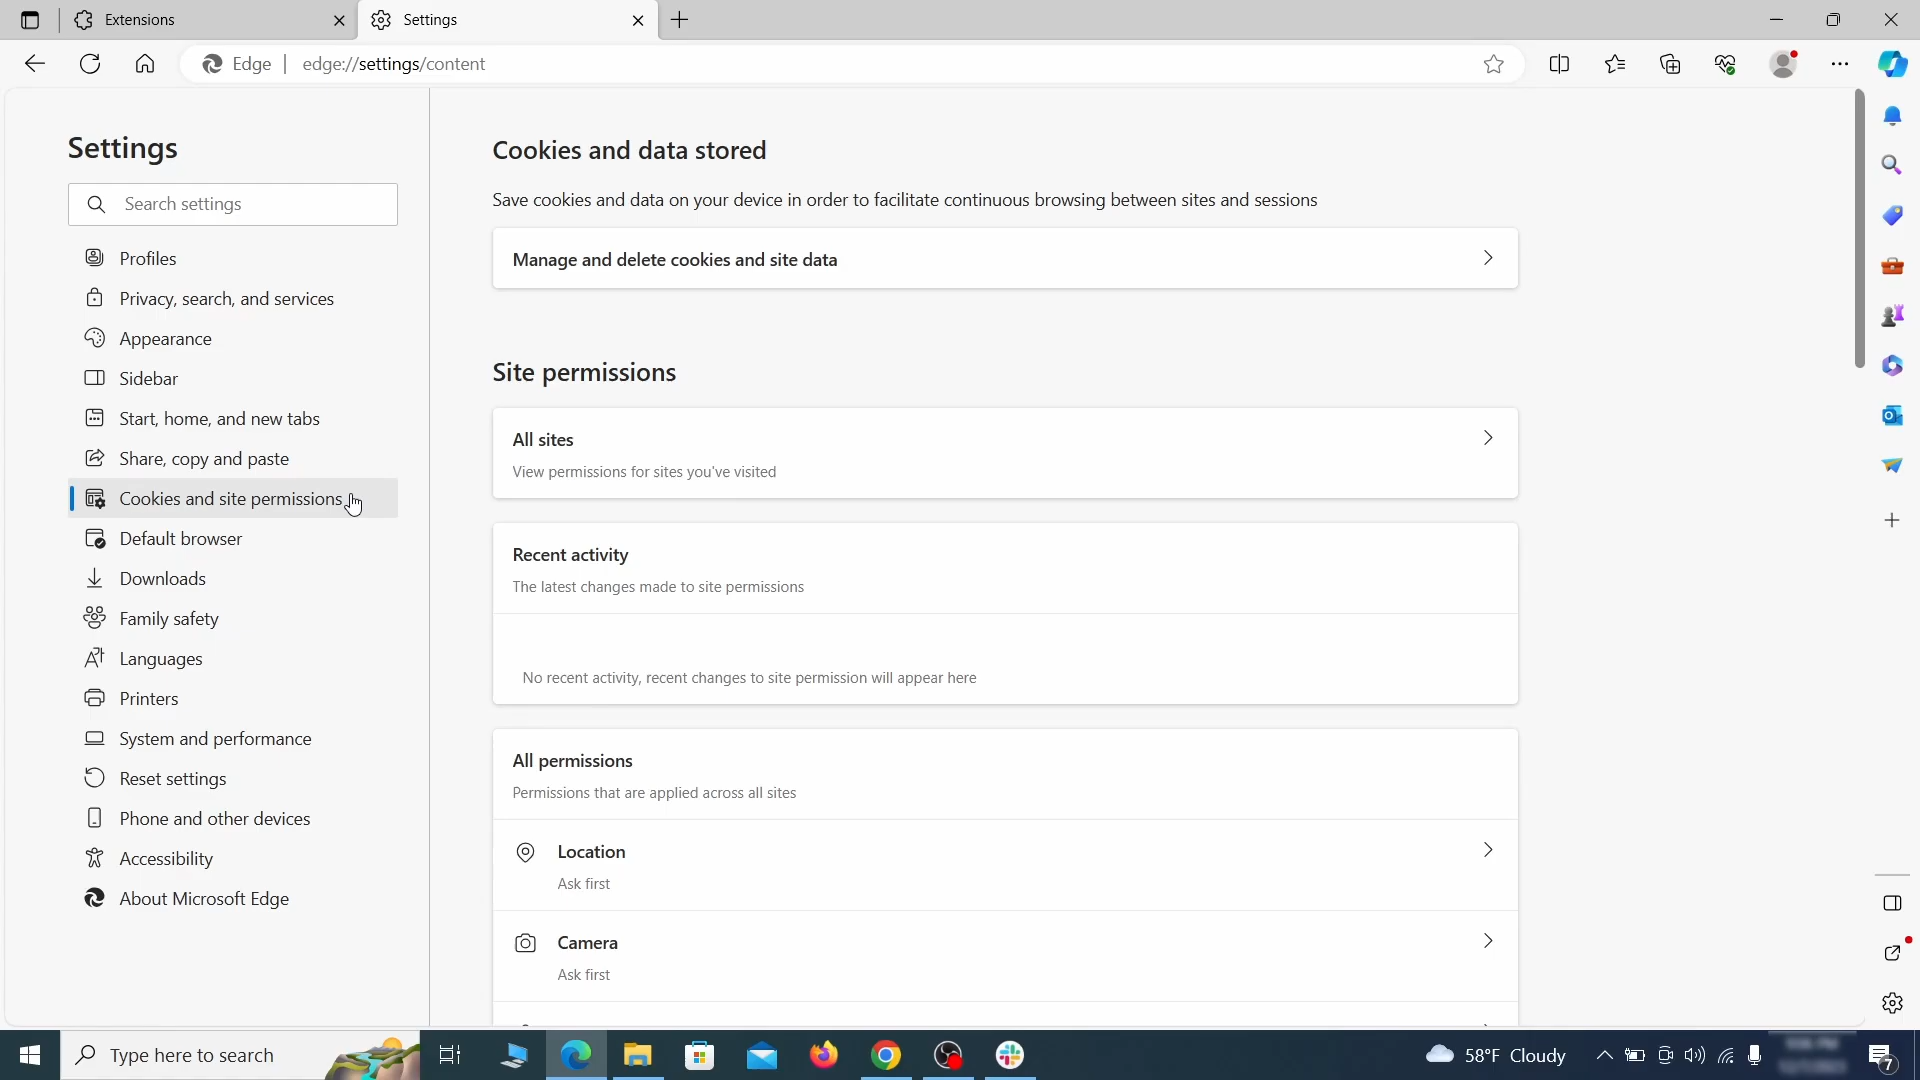 Extensions
Settings
Edge
edge://settings/content
Settings
Search settings
Profiles
Privacy, search, and services
Appearance
Sidebar
Start, home, and new tabs
Share, copy and paste
Cookies and site permissions
Default browser
Downloads
Family safety
Languages
Printers
System and performance
Reset settings
Phone and other devices
Accessibility
About Microsoft Edge
Cookies and data stored
Save cookies and data on your device in order to facilitate continuous browsing between sites and sessions
Manage and delete cookies and site data
Site permissions
All sites
View permissions for sites you've visited
Recent activity
The latest changes made to site permissions
No recent activity, recent changes to site permission will appear here
All permissions
Permissions that are applied across all sites
Location
Ask first
Camera
Ask first
Type here to search
58°F Cloudy
7